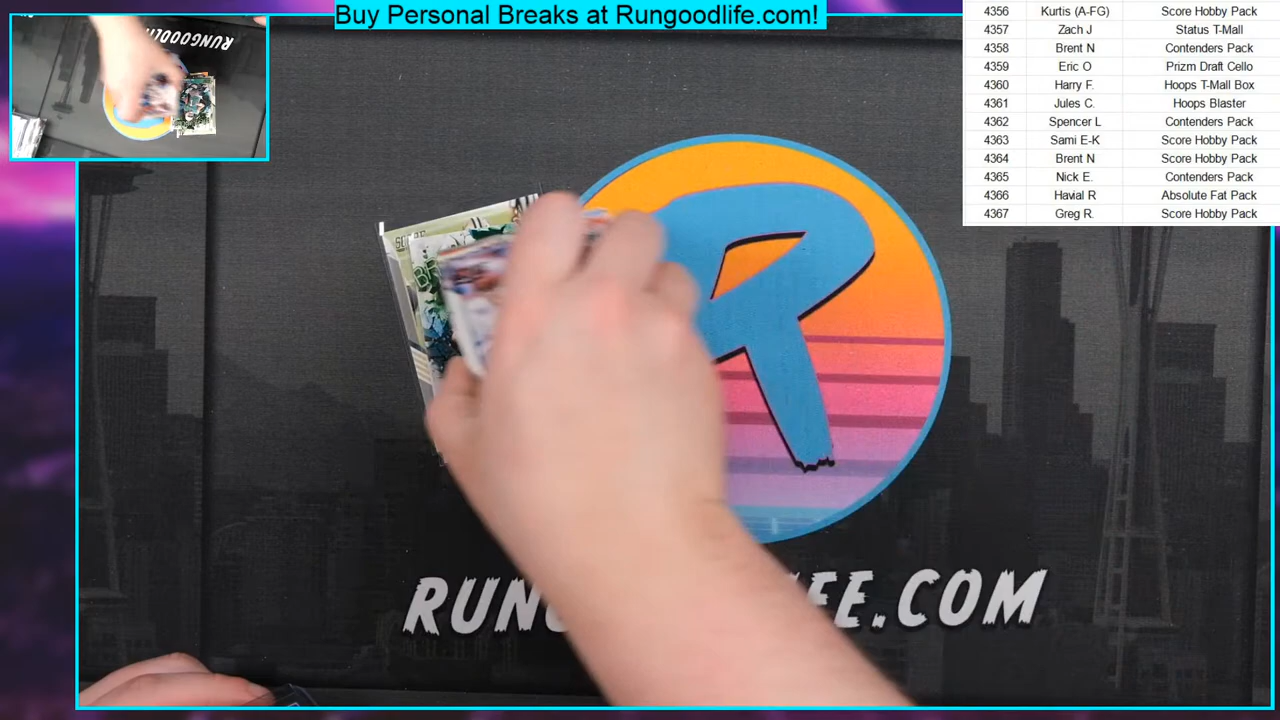 Buy Personal Breaks at Rungoodlife.com!
4356 Kurtis (A-FG) Score Hobby Pack
4357 Zach J Status T-Mall
4358 Brent N Contenders Pack
4359 Eric O Prizm Draft Cello
4360 Harry F. Hoops T-Mall Box
4361 Jules C. Hoops Blaster
4362 Spencer L Contenders Pack
4363 Sami E-K Score Hobby Pack
4364 Brent N Score Hobby Pack
4365 Nick E. Contenders Pack
4366 Havial R Absolute Fat Pack
4367 Greg R. Score Hobby Pack
R